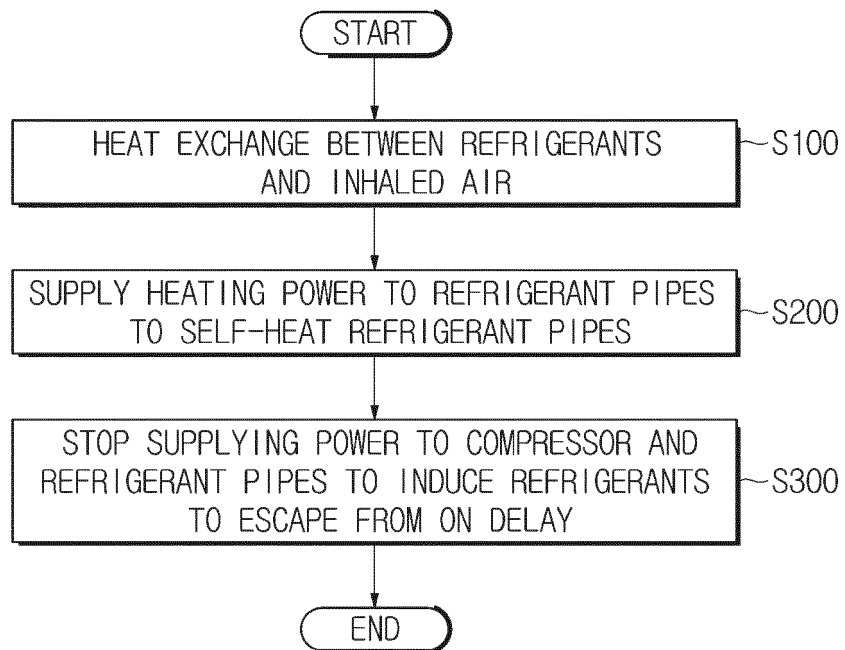 START
HEAT EXCHANGE BETWEEN REFRIGERANTS
AND INHALED AIR
S100
SUPPLY HEATING POWER TO REFRIGERANT PIPES
TO SELF-HEAT REFRIGERANT PIPES
S200
STOP SUPPLYING POWER TO COMPRESSOR AND
REFRIGERANT PIPES TO INDUCE REFRIGERANTS
TO ESCAPE FROM ON DELAY
S300
END